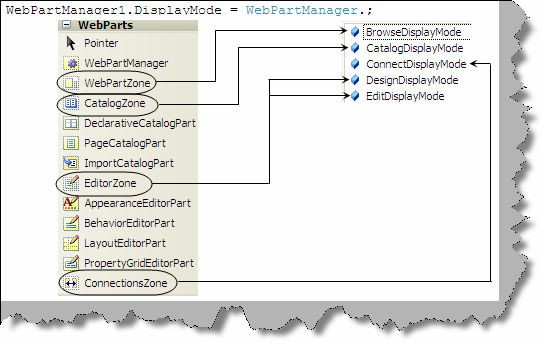 WebPartManager1.DisplayMode = WebPartManager.;
WebParts
Pointer
WebPartManager
WebPartZone
CatalogZone
DeclarativeCatalogPart
PageCatalogPart
ImportCatalogPart
EditorZone
AppearanceEditorPart
BehaviorEditorPart
LayoutEditorPart
PropertyGridEditorPart
ConnectionsZone
BrowseDisplayMode
CatalogDisplayMode
ConnectDisplayMode
DesignDisplayMode
EditDisplayMode